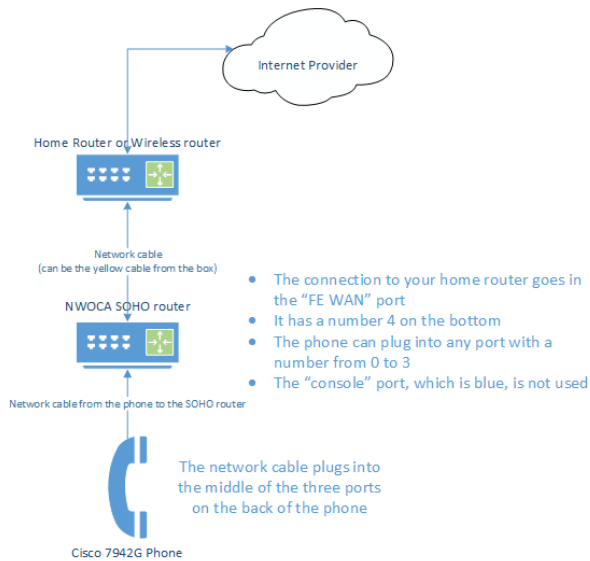 Internet Provider
Home Router or Wireless router
Network cable
(can be the yellow cable from the box)
NWOCA SOHO router
• The connection to your home router goes in
the “FE WAN” port
• It has a number 4 on the bottom
• The phone can plug into any port with a
number from 0 to 3
• The “console” port, which is blue, is not used
Network cable from the phone to the SOHO router
The network cable plugs into
the middle of the three ports
on the back of the phone
Cisco 7942G Phone